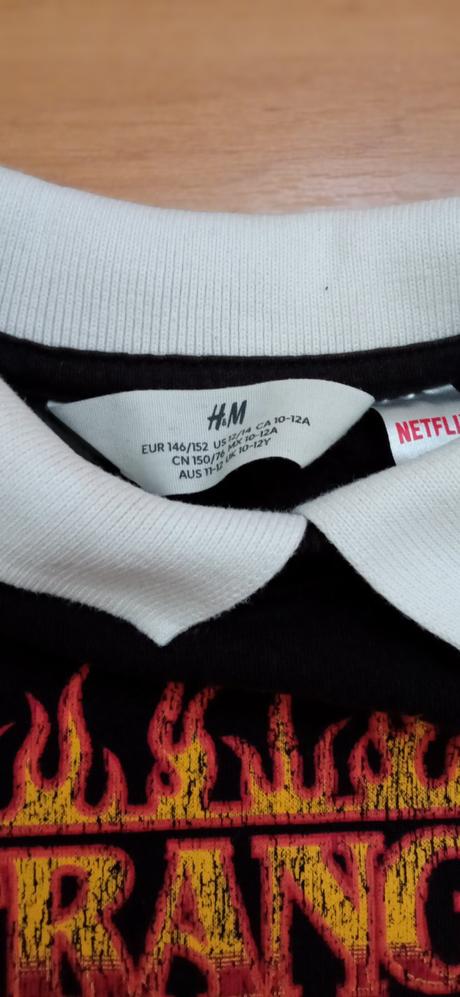 H&M
EUR 146/152 US 12/14 CA 10-12A
CN 150/76 MX 10-12A
AUS 11-12 UK 10-12Y
NETFLI
RANG